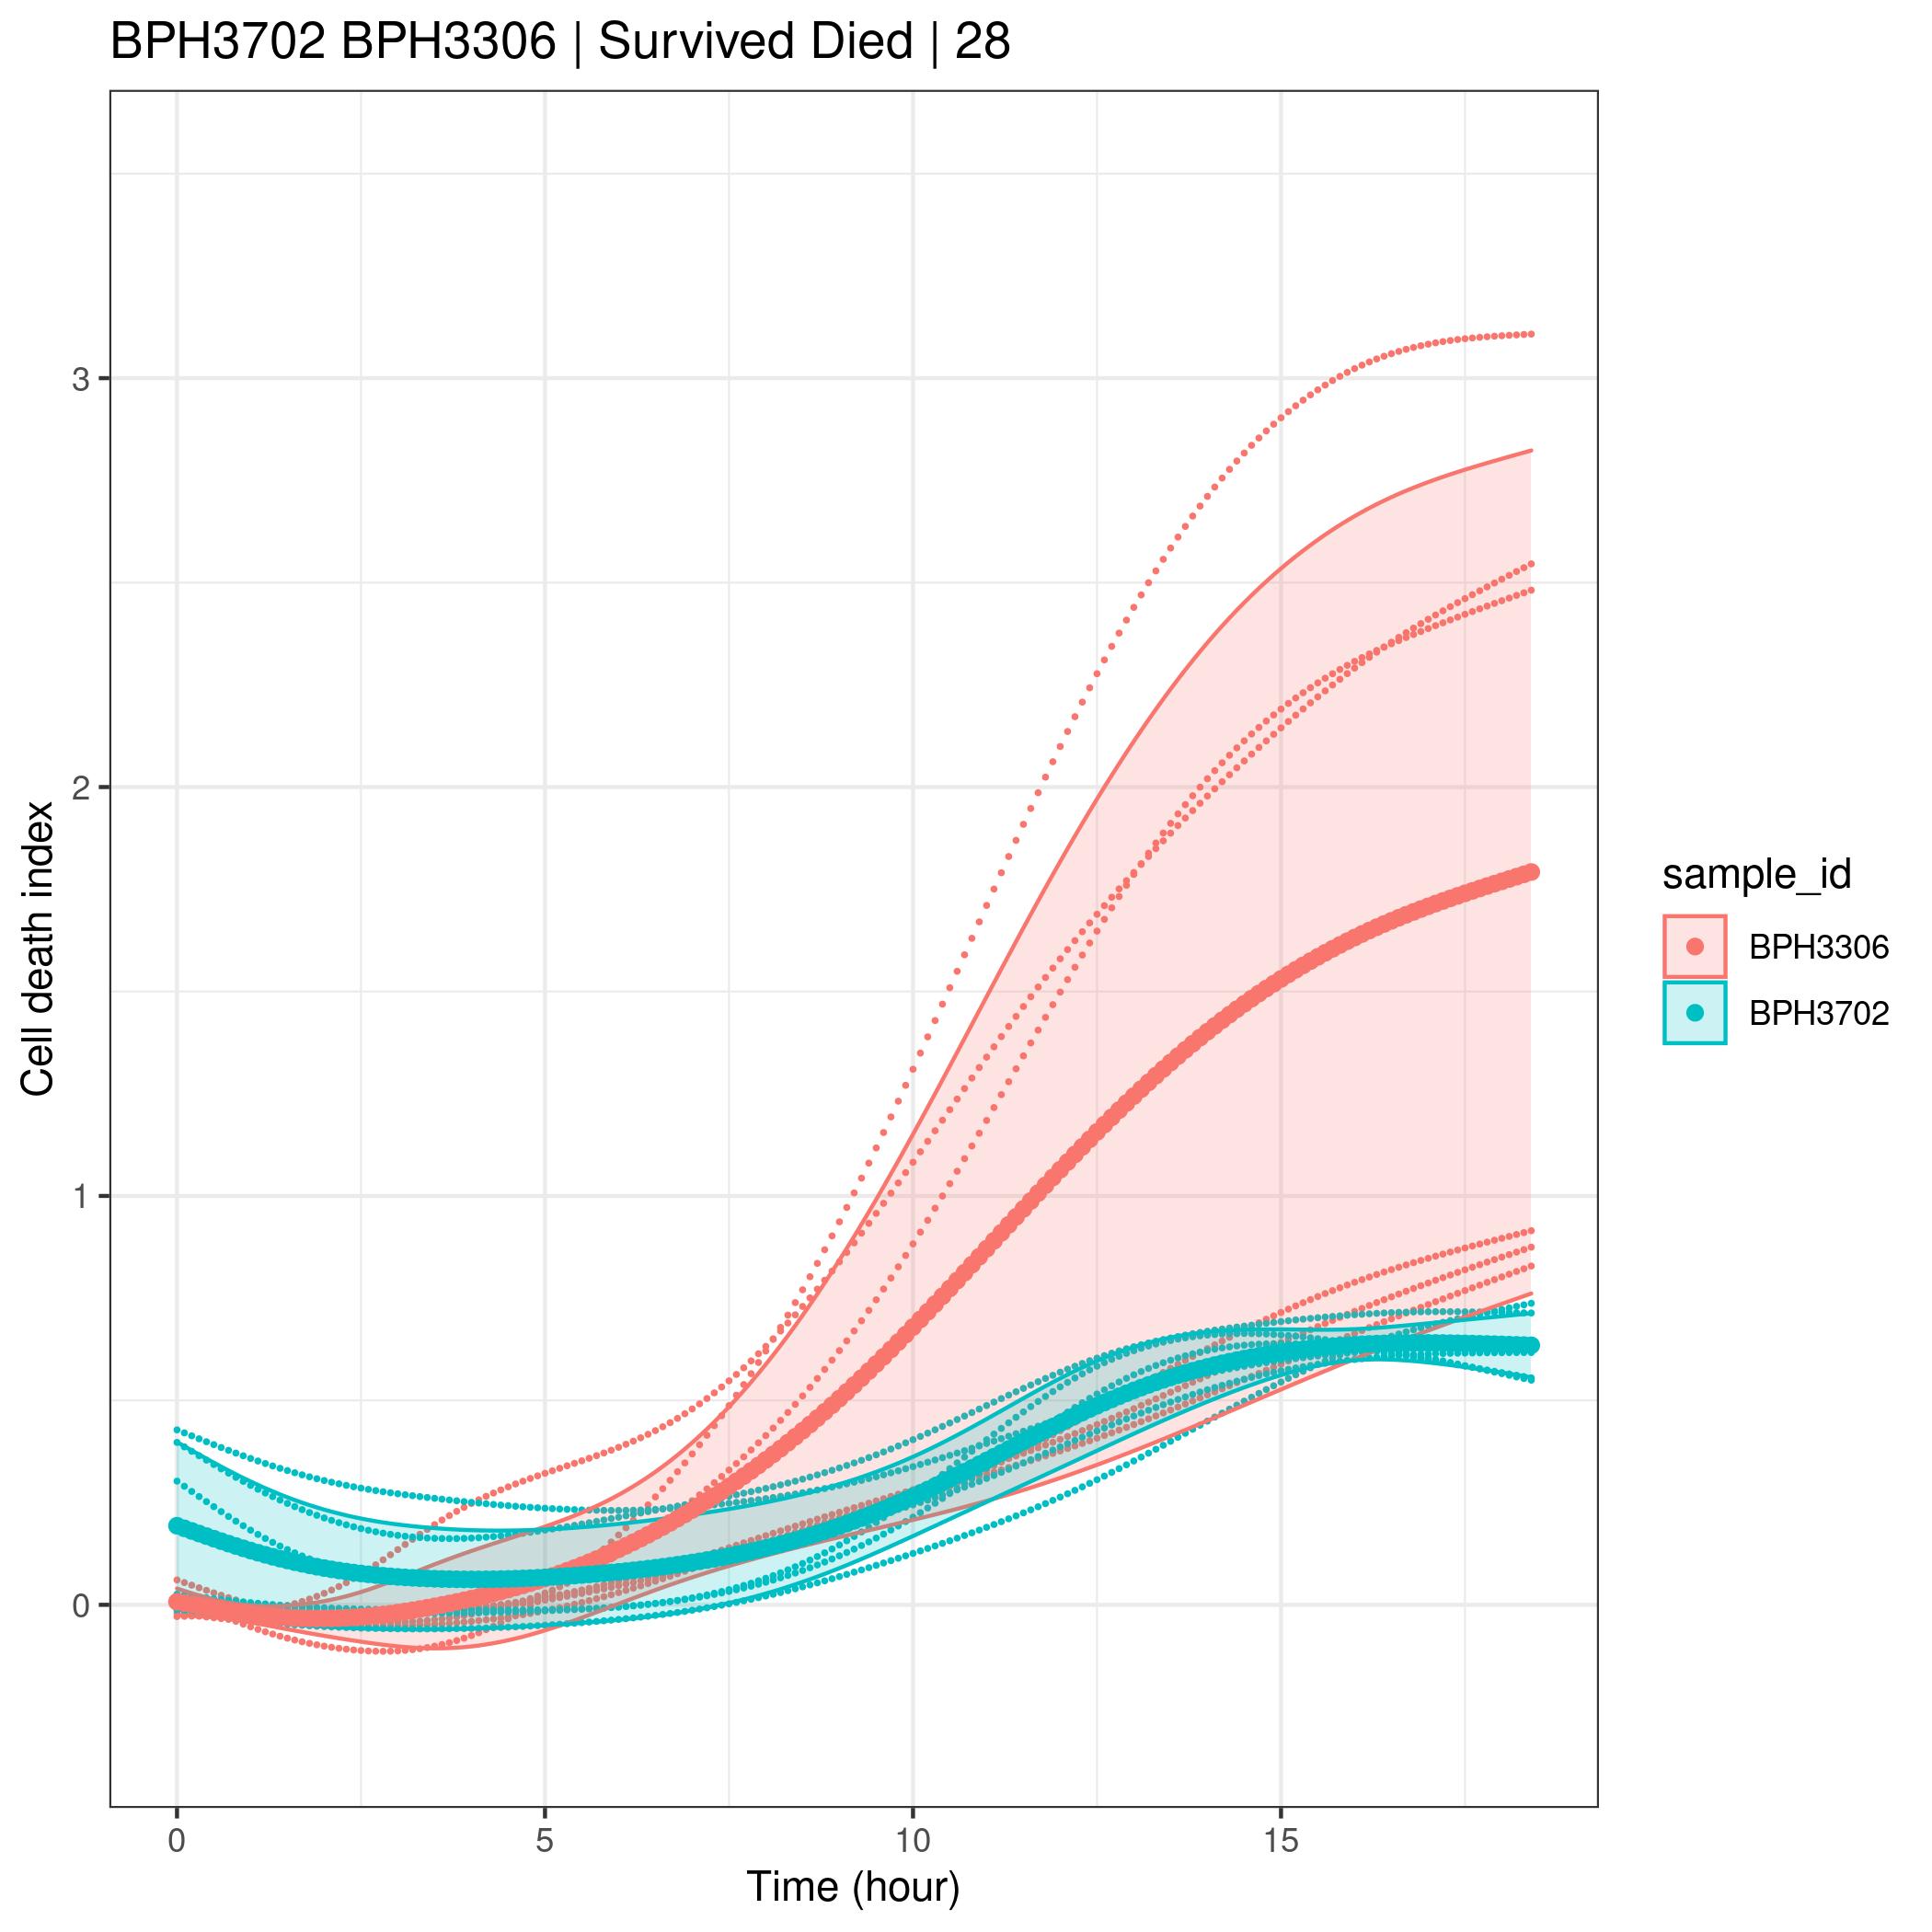 BPH3702 BPH3306 | Survived Died | 28
3
2
1
0
Cell death index
0 5 10 15
Time (hour)
sample_id
BPH3306
BPH3702